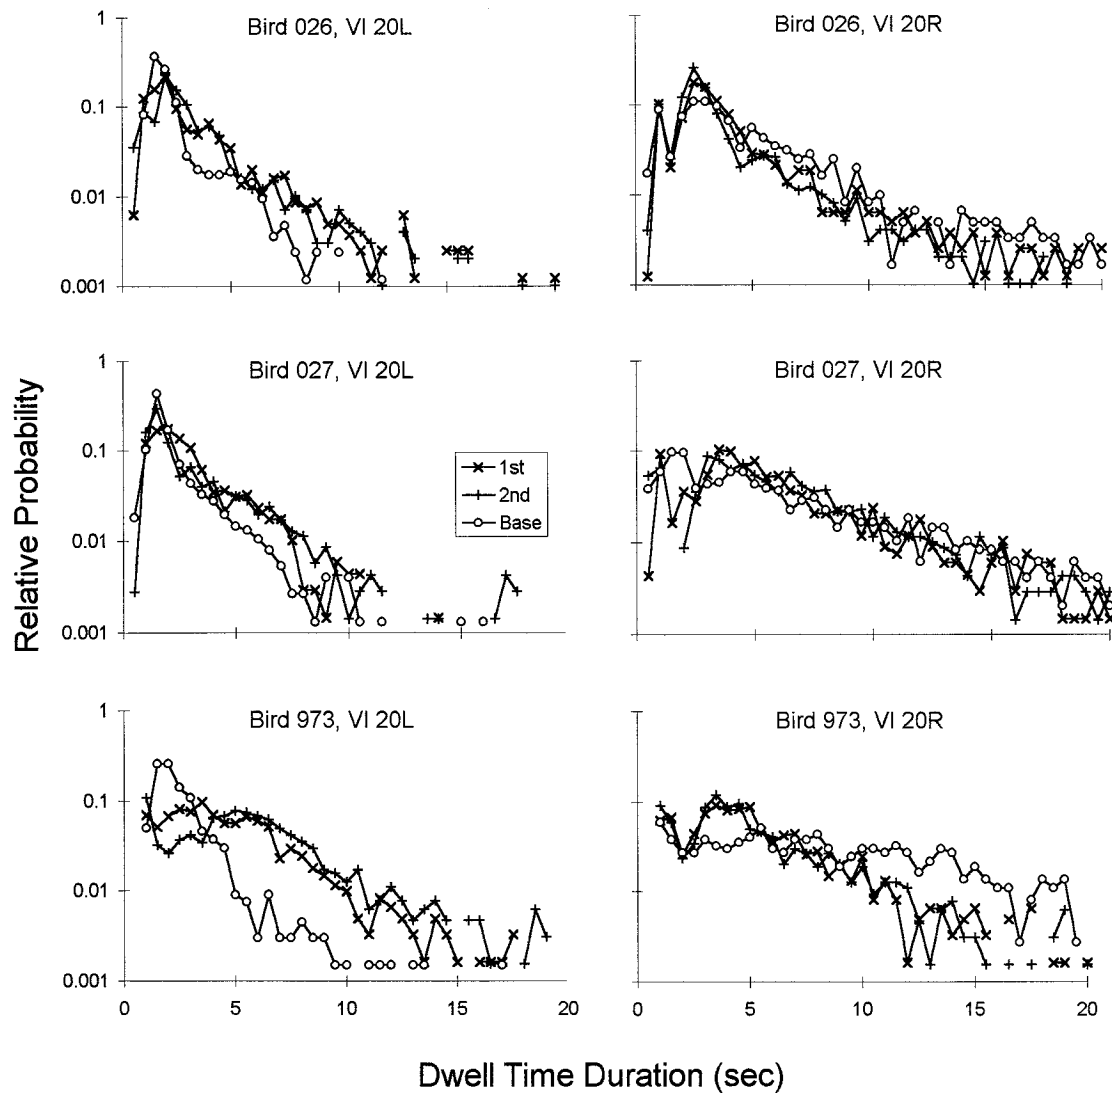 Bird 026, VI 20L
Bird 026, VI 20R
1
0.1
0.01
0.001
Bird 027, VI 20L
Bird 027, VI 20R
1
0.1
0.01
0.001
1st
2nd
Base
Relative Probability
Bird 973, VI 20L
Bird 973, VI 20R
1
0.1
0.01
0.001
0 5 10 15 20
0 5 10 15 20
Dwell Time Duration (sec)